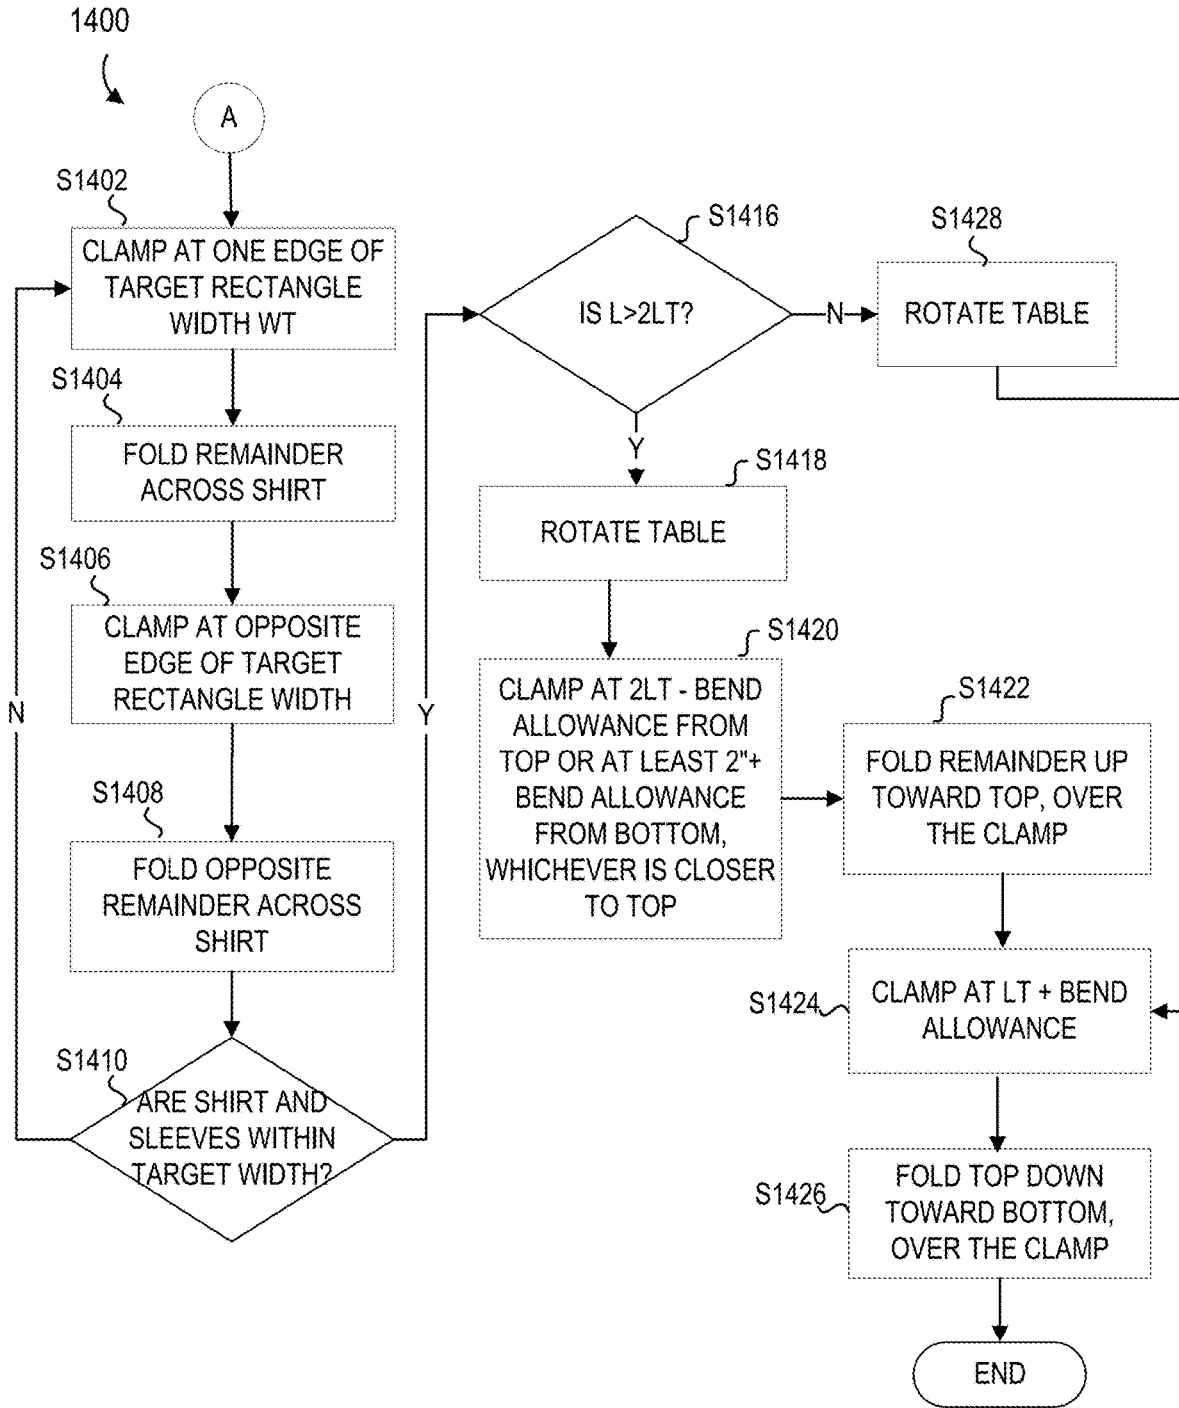 1400
A
S1402
CLAMP AT ONE EDGE OF
TARGET RECTANGLE
WIDTH WT
S1404
FOLD REMAINDER
ACROSS SHIRT
S1406
CLAMP AT OPPOSITE
EDGE OF TARGET
RECTANGLE WIDTH
S1408
FOLD OPPOSITE
REMAINDER ACROSS
SHIRT
S1410
ARE SHIRT AND
SLEEVES WITHIN
TARGET WIDTH?
N
Y
S1416
IS L>2LT?
N
Y
S1428
ROTATE TABLE
S1418
ROTATE TABLE
S1420
CLAMP AT 2LT - BEND
ALLOWANCE FROM
TOP OR AT LEAST 2"+
BEND ALLOWANCE
FROM BOTTOM,
WHICHEVER IS CLOSER
TO TOP
S1422
FOLD REMAINDER UP
TOWARD TOP, OVER
THE CLAMP
S1424
CLAMP AT LT + BEND
ALLOWANCE
S1426
FOLD TOP DOWN
TOWARD BOTTOM,
OVER THE CLAMP
END